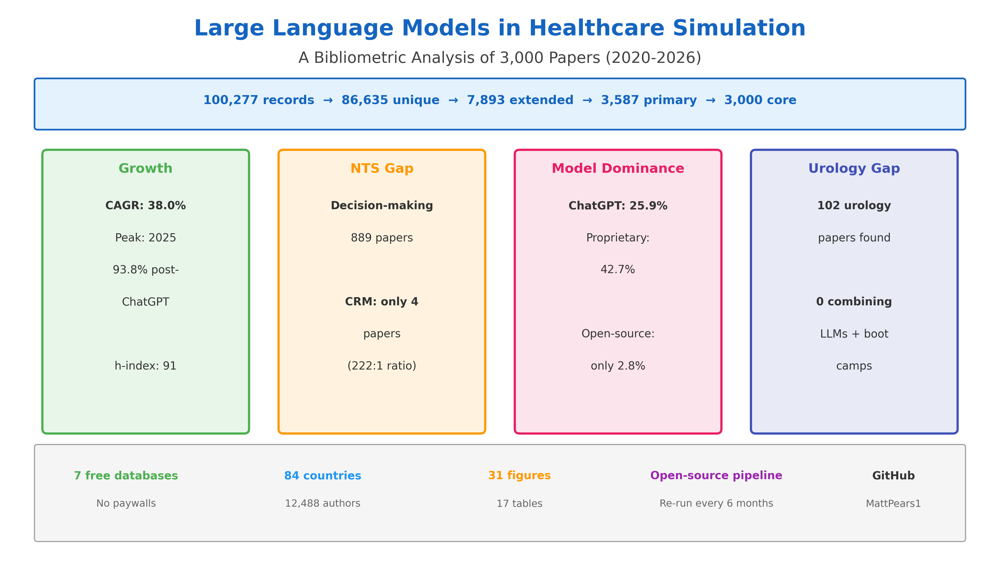 Large Language Models in Healthcare Simulation
A Bibliometric Analysis of 3,000 Papers (2020-2026)
100,277 records → 86,635 unique → 7,893 extended → 3,587 primary → 3,000 core
Growth
CAGR: 38.0%
Peak: 2025
93.8% post-
ChatGPT
h-index: 91
NTS Gap
Decision-making
889 papers
CRM: only 4
papers
(222:1 ratio)
Model Dominance
ChatGPT: 25.9%
Proprietary:
42.7%
Open-source:
only 2.8%
Urology Gap
102 urology
papers found
0 combining
LLMs + boot
camps
7 free databases
No paywalls
84 countries
12,488 authors
31 figures
17 tables
Open-source pipeline
Re-run every 6 months
GitHub
MattPears1